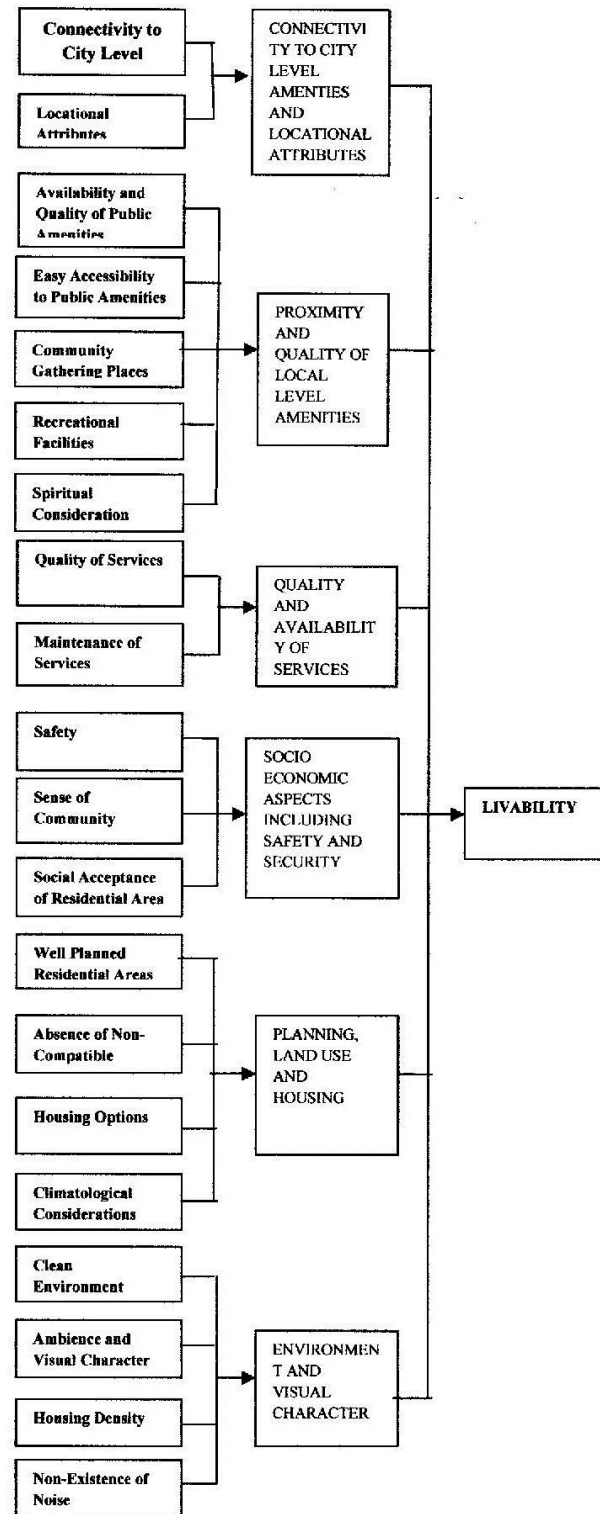 Connectivity to
City Level
Locational
Attributes
CONNECTIVI
TY TO CITY
LEVEL
AMENTIES
AND
LOCATIONAL
ATTRIBUTES
Availability and
Quality of Public
Amenities
Easy Accessibility
to Public Amenities
Community
Gathering Places
Recreational
Facilities
Spiritual
Consideration
PROXIMITY
AND
QUALITY OF
LOCAL
LEVEL
AMENITIES
Quality of Services
Maintenance of
Services
QUALITY
AND
AVAILABILIT
Y OF
SERVICES
Safety
Sense of
Community
Social Acceptance
of Residential Area
SOCIO
ECONOMIC
ASPECTS
INCLUDING
SAFETY AND
SECURITY
Well Planned
Residential Areas
Absence of Non-
Compatible
Housing Options
Climatological
Considerations
PLANNING,
LAND USE
AND
HOUSING
Clean
Environment
Ambience and
Visual Character
Housing Density
Non-Existence of
Noise
ENVIRONMEN
T AND
VISUAL
CHARACTER
LIVABILITY